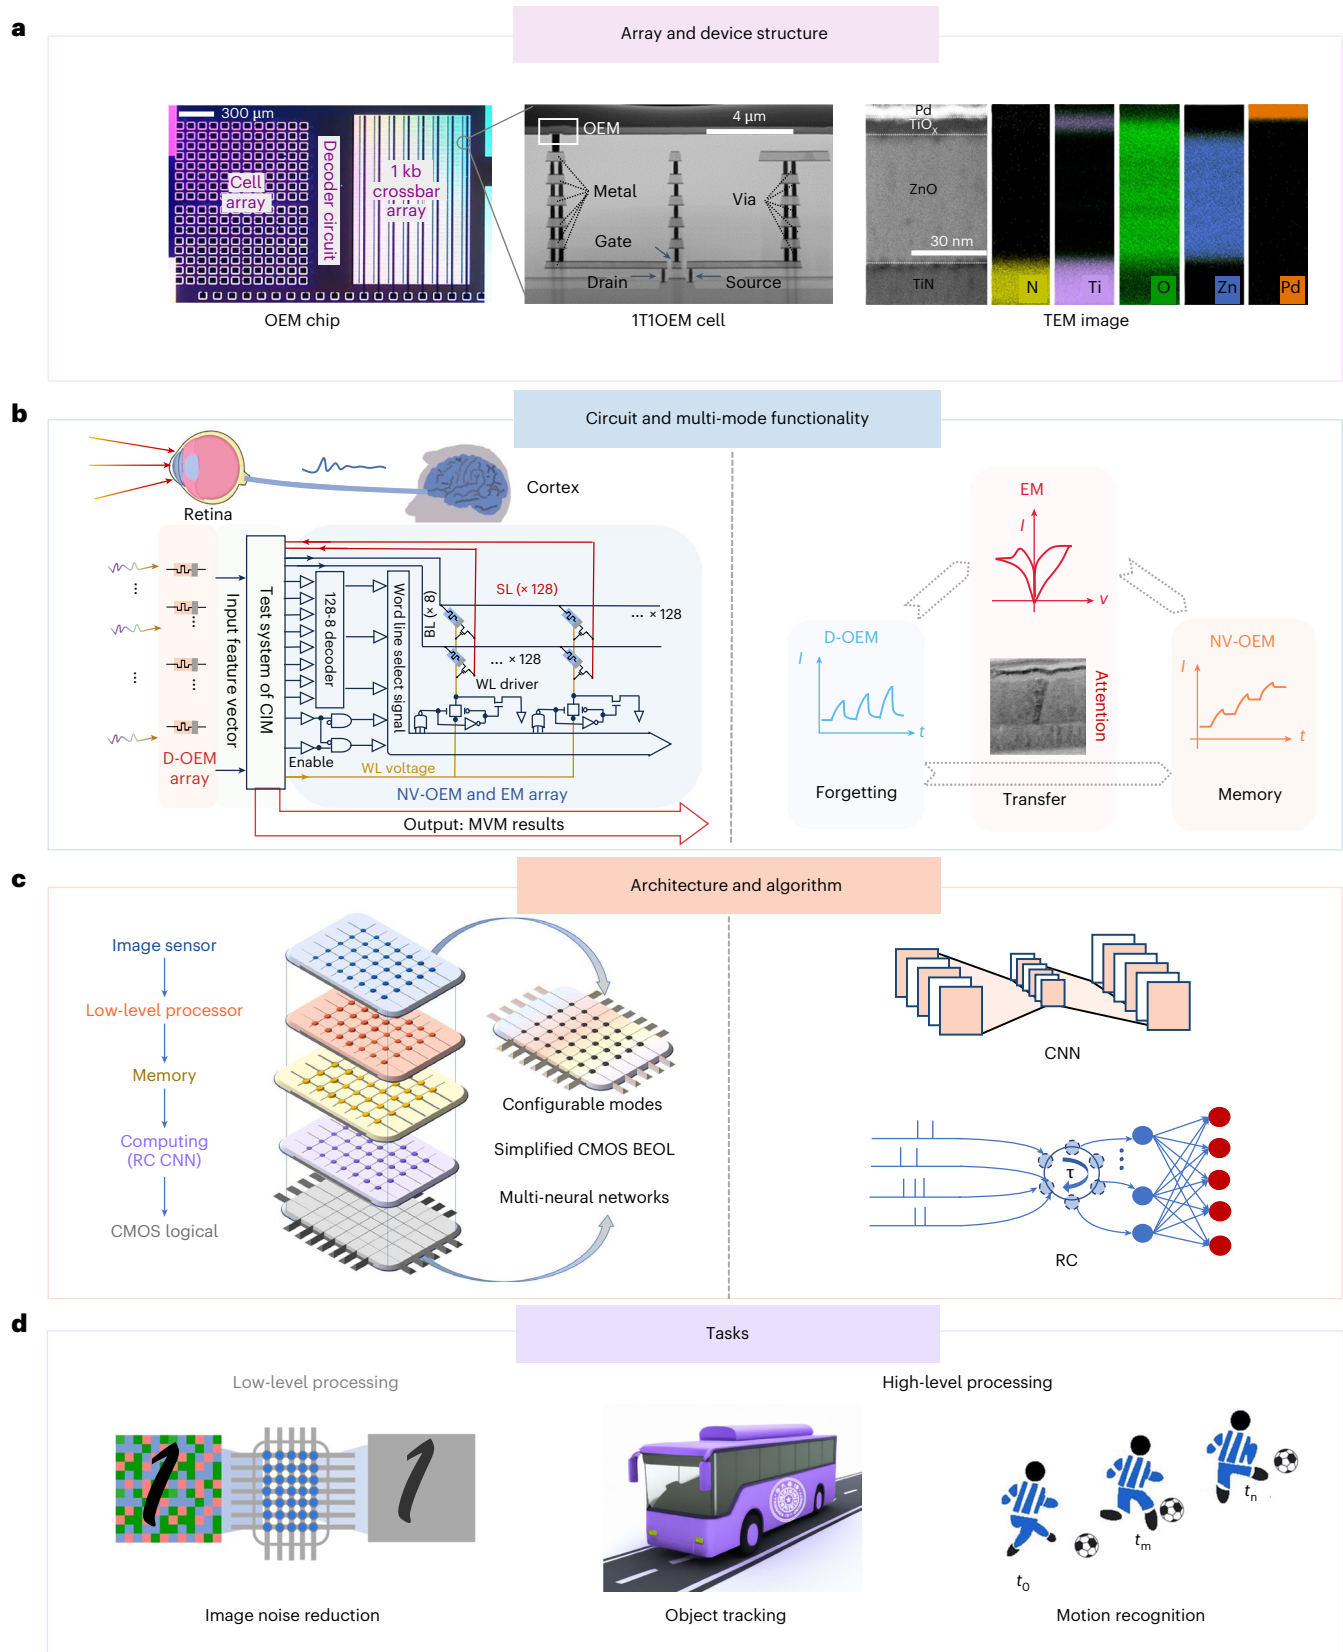 a
Array and device structure
300 µm
Cell
array
Decoder circuit
1 kb
crossbar
array
OEM chip
OEM
4 µm
Metal
Via
Gate
Drain
Source
1T1OEM cell
Pd
TiOx
ZnO
30 nm
TiN
N
Ti
O
Zn
Pd
TEM image
b
Circuit and multi-mode functionality
Retina
Cortex
D-OEM
array
Input feature vector
Test system of CIM
128-8 decoder
Word line select signal
BL (× 8)
SL (× 128)
... × 128
... × 128
WL driver
Enable
WL voltage
NV-OEM and EM array
Output: MVM results
EM
I
V
D-OEM
I
t
Forgetting
Attention
Transfer
NV-OEM
I
t
Memory
c
Architecture and algorithm
Image sensor
Low-level processor
Memory
Computing
(RC CNN)
CMOS logical
Configurable modes
Simplified CMOS BEOL
Multi-neural networks
CNN
τ
RC
d
Tasks
Low-level processing
High-level processing
1
1
Image noise reduction
Object tracking
t0
tm
tn
Motion recognition